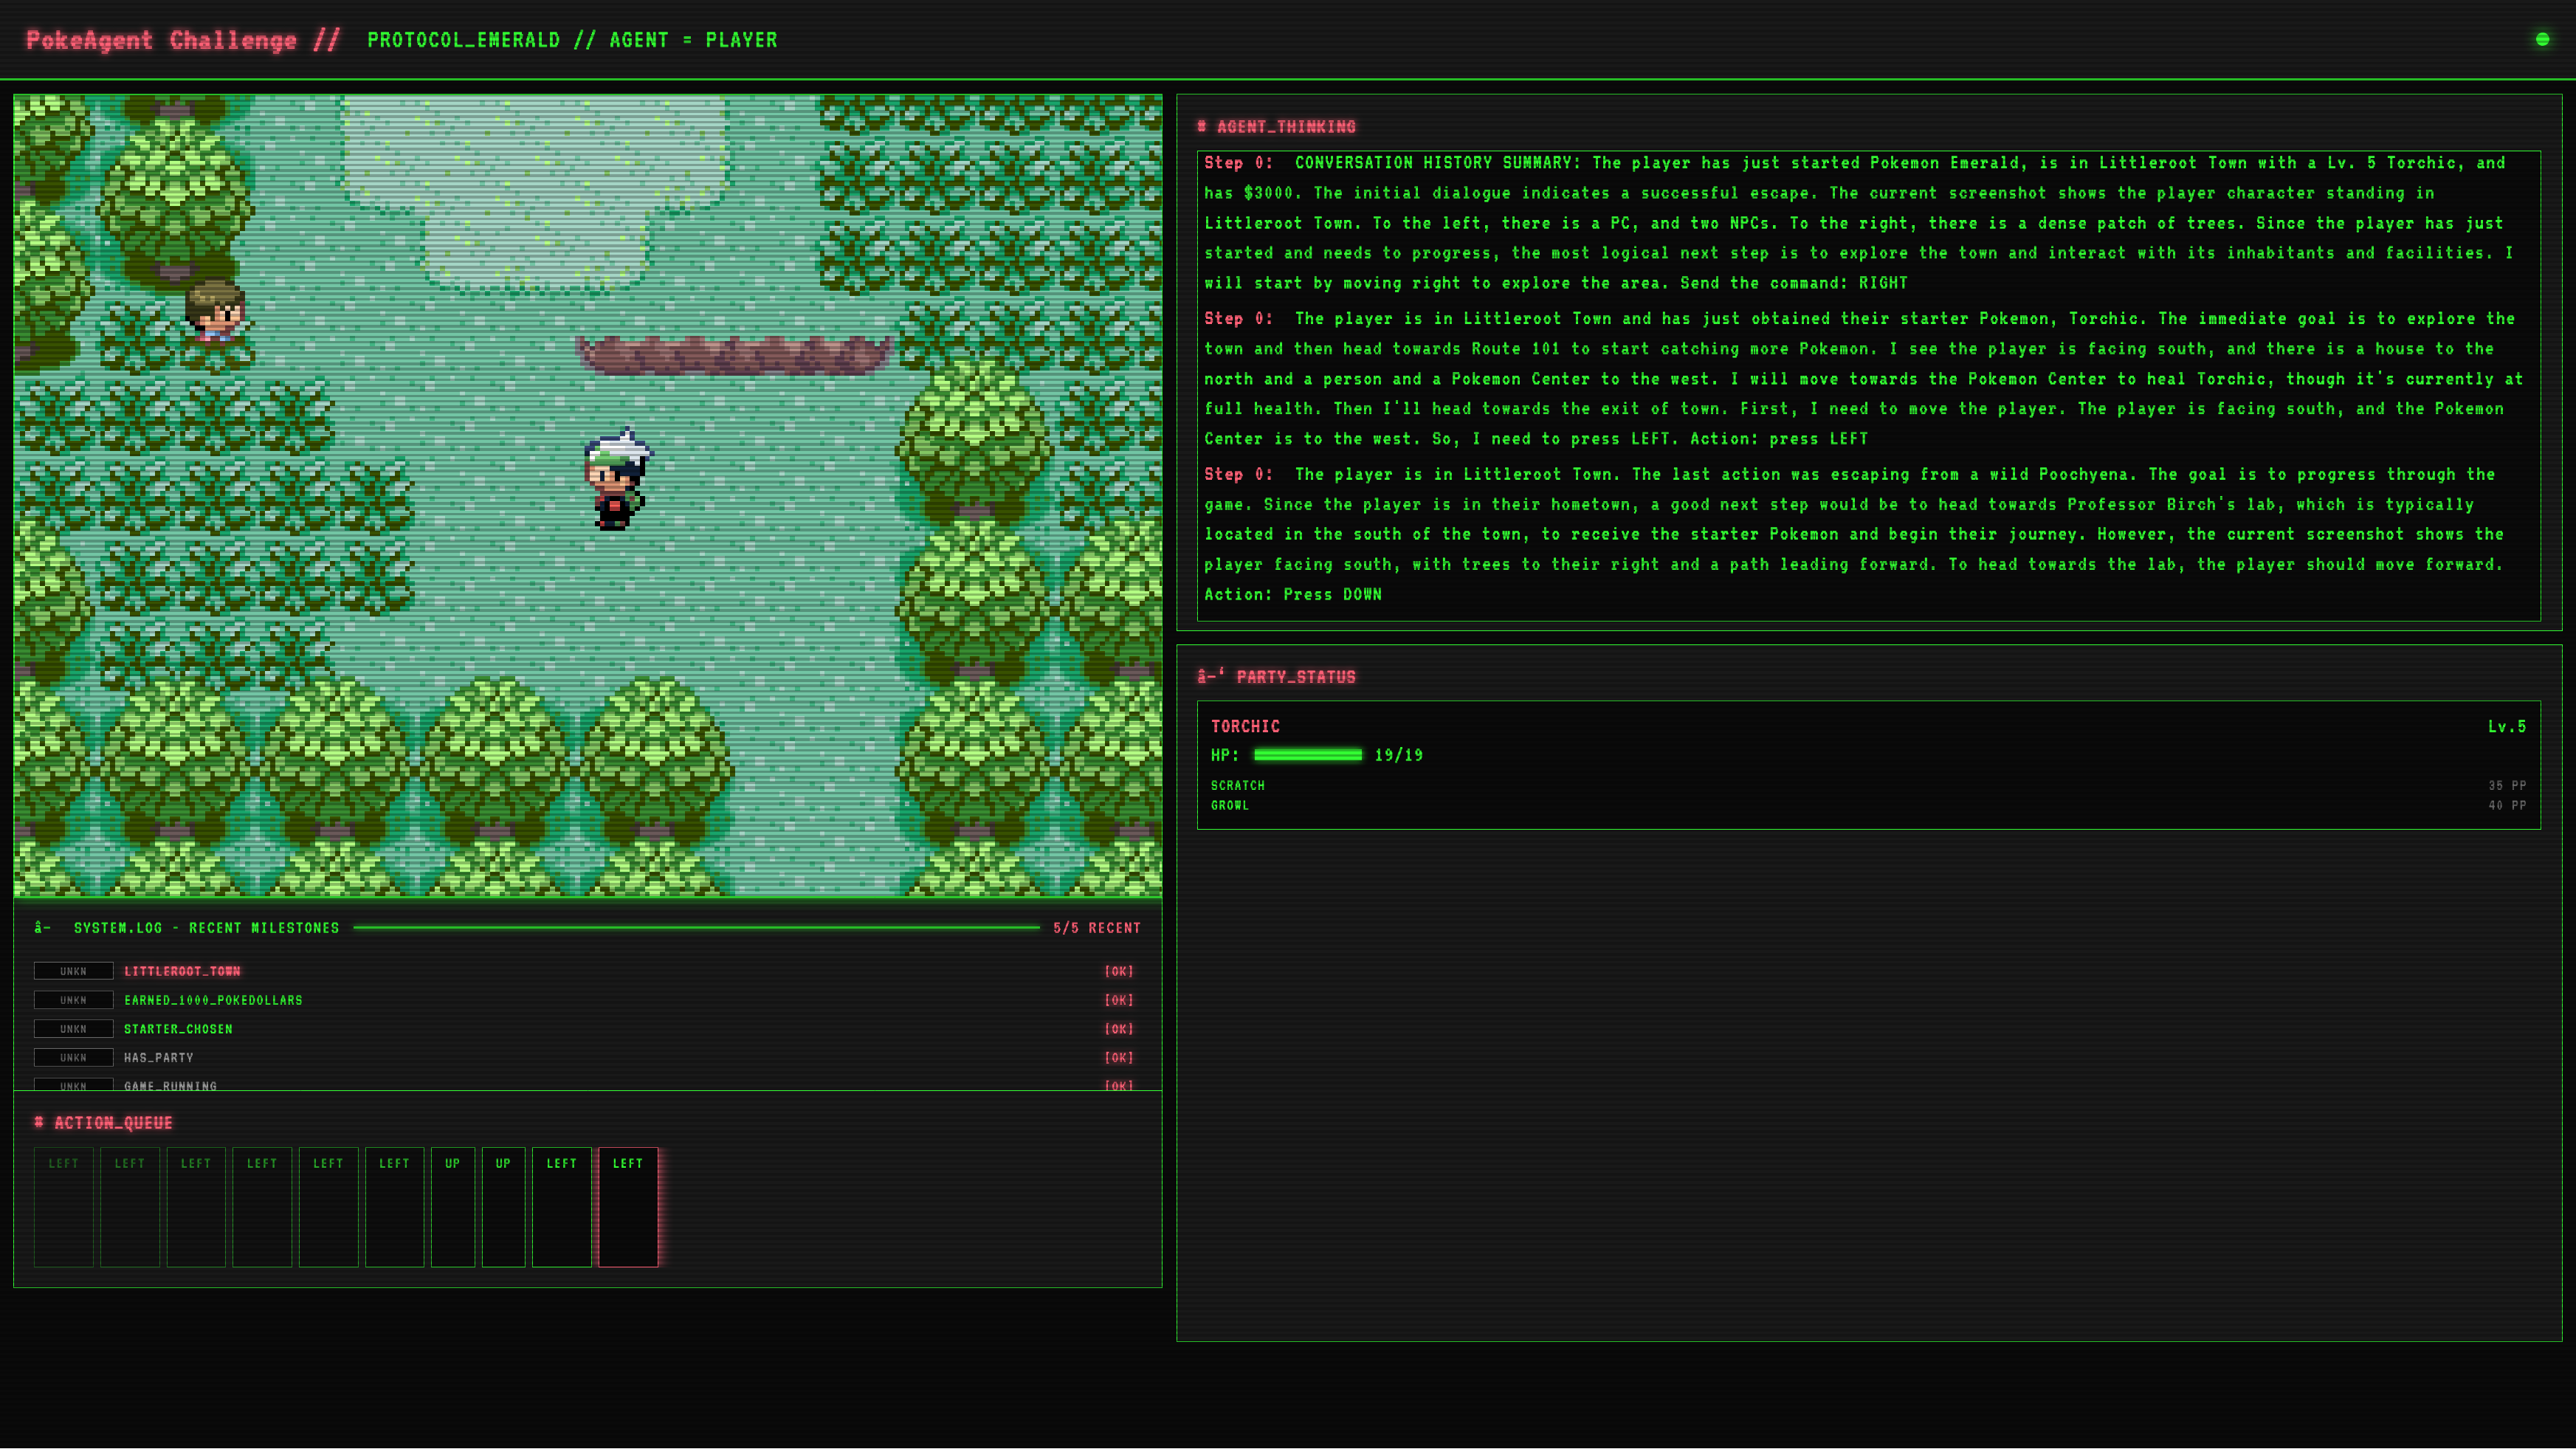 PokeAgent Challenge // PROTOCOL_EMERALD // AGENT = PLAYER
# AGENT_THINKING
Step 0: CONVERSATION HISTORY SUMMARY: The player has just started Pokemon Emerald, is in Littleroot Town with a Lv. 5 Torchic, and
has $3000. The initial dialogue indicates a successful escape. The current screenshot shows the player character standing in
Littleroot Town. To the left, there is a PC, and two NPCs. To the right, there is a dense patch of trees. Since the player has just
started and needs to progress, the most logical next step is to explore the town and interact with its inhabitants and facilities. I
will start by moving right to explore the area. Send the command: RIGHT
Step 0: The player is in Littleroot Town and has just obtained their starter Pokemon, Torchic. The immediate goal is to explore the
town and then head towards Route 101 to start catching more Pokemon. I see the player is facing south, and there is a house to the
north and a person and a Pokemon Center to the west. I will move towards the Pokemon Center to heal Torchic, though it's currently at
full health. Then I'll head towards the exit of town. First, I need to move the player. The player is facing south, and the Pokemon
Center is to the west. So, I need to press LEFT. Action: press LEFT
Step 0: The player is in Littleroot Town. The last action was escaping from a wild Poochyena. The goal is to progress through the
game. Since the player is in their hometown, a good next step would be to head towards Professor Birch's lab, which is typically
located in the south of the town, to receive the starter Pokemon and begin their journey. However, the current screenshot shows the
player facing south, with trees to their right and a path leading forward. To head towards the lab, the player should move forward.
Action: Press DOWN
â–‘ PARTY_STATUS
TORCHIC Lv.5
HP: 19/19
SCRATCH 35 PP
GROWL 40 PP
â– SYSTEM.LOG - RECENT MILESTONES 5/5 RECENT
UNKN LITTLEROOT_TOWN [OK]
UNKN EARNED_1000_POKEDOLLARS [OK]
UNKN STARTER_CHOSEN [OK]
UNKN HAS_PARTY [OK]
UNKN GAME_RUNNING [OK]
# ACTION_QUEUE
LEFT LEFT LEFT LEFT LEFT LEFT UP UP LEFT LEFT